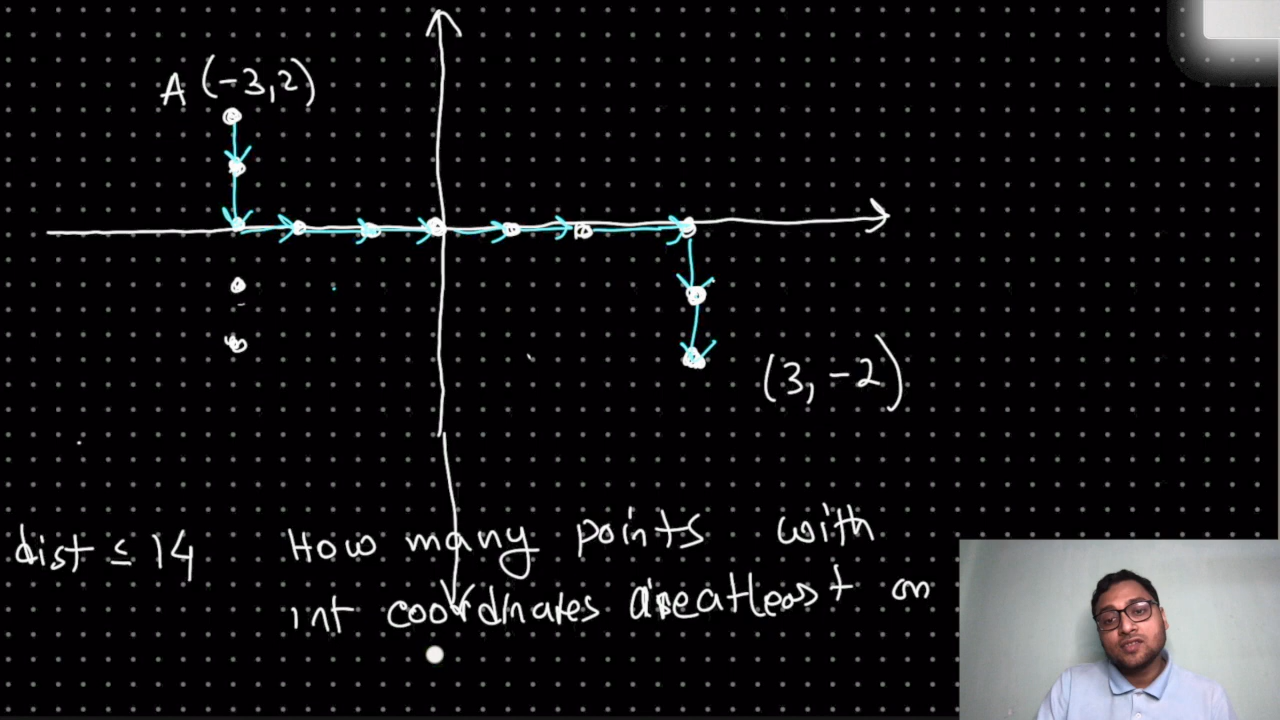 A (-3,2)
(3, -2)
dist ≤ 14
How many points with
int coordinates are atleast on